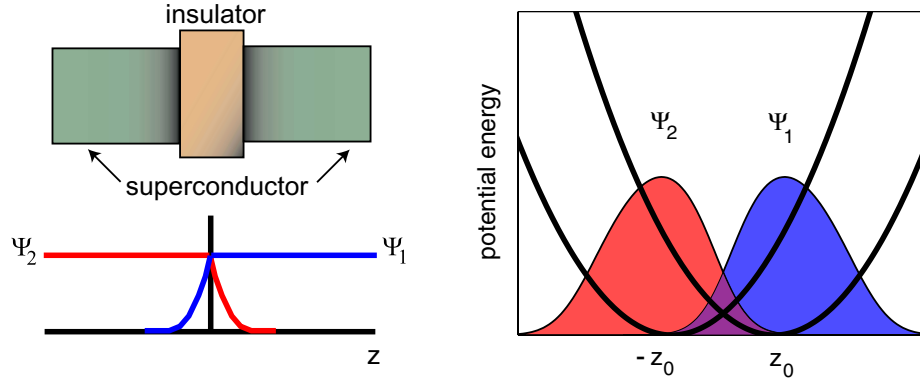 insulator
superconductor
Ψ2
Ψ1
z
potential energy
Ψ2
Ψ1
- z0
z0